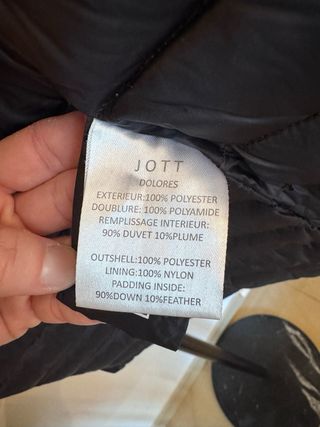 JOTT
DOLORES
EXTERIEUR:100% POLYESTER
DOUBLURE: 100% POLYAMIDE
REMPLISSAGE INTERIEUR:
90% DUVET 10%PLUME
OUTSHELL:100% POLYESTER
LINING:100% NYLON
PADDING INSIDE:
90%DOWN 10%FEATHER